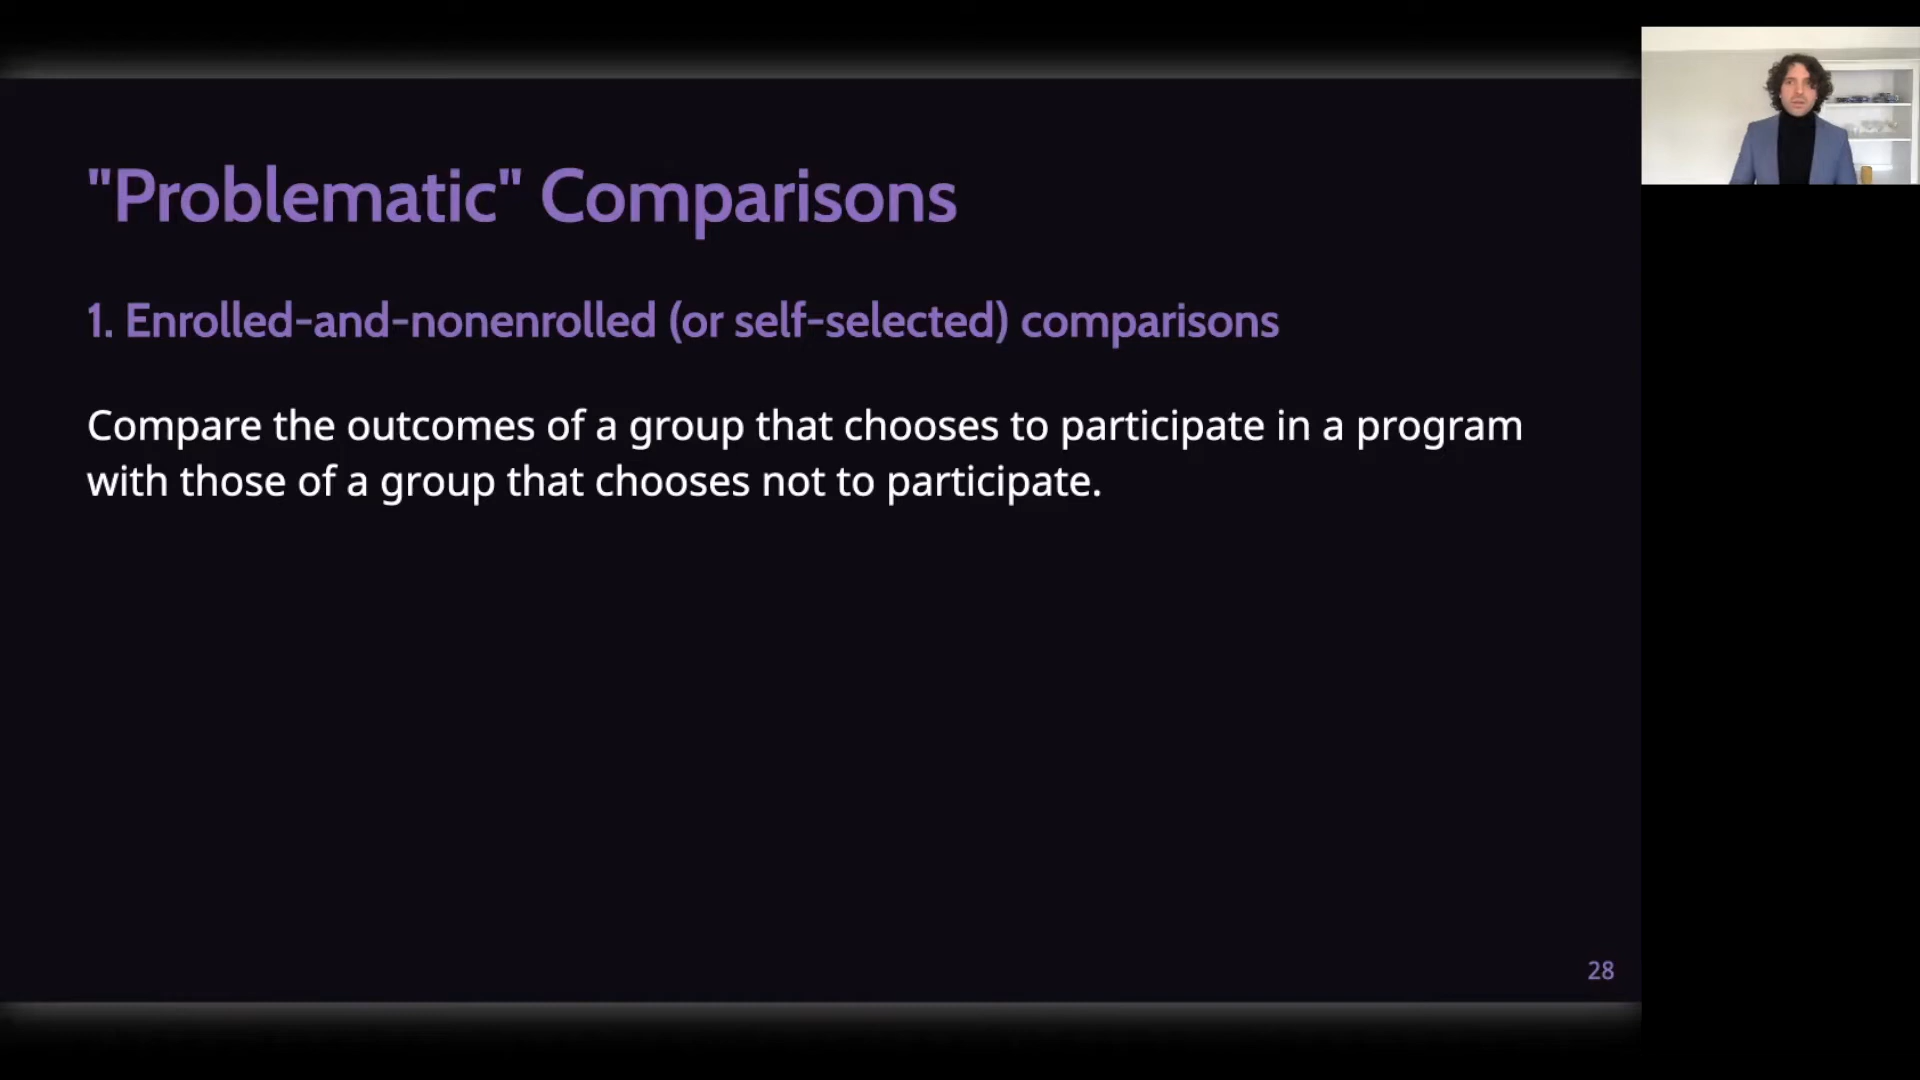 "Problematic" Comparisons
1. Enrolled-and-nonenrolled (or self-selected) comparisons
Compare the outcomes of a group that chooses to participate in a program
with those of a group that chooses not to participate.
28